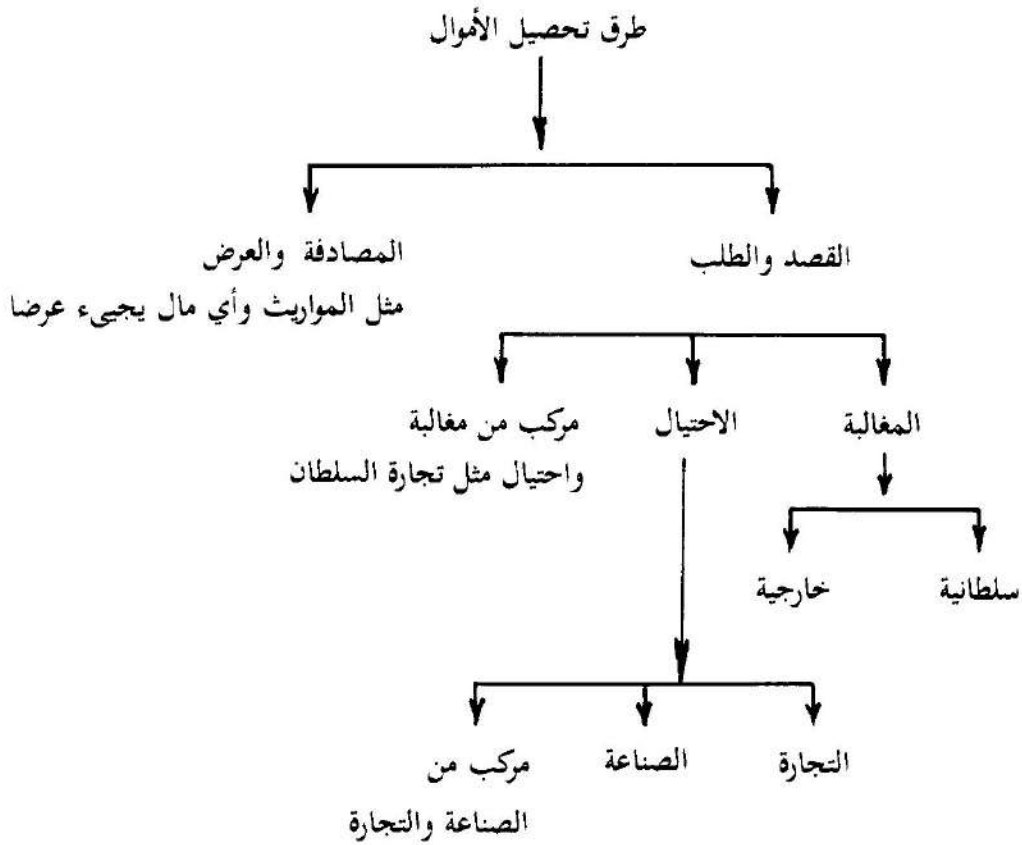 طرق تحصيل الأموال
القصد والطلب
المصادفة والعرض
مثل المواريث وأي مال يجيىء عرضا
المغالبة
الاحتيال
مركب من مغالبة
واحتيال مثل تجارة السلطان
سلطانية
خارجية
التجارة
الصناعة
مركب من
الصناعة والتجارة